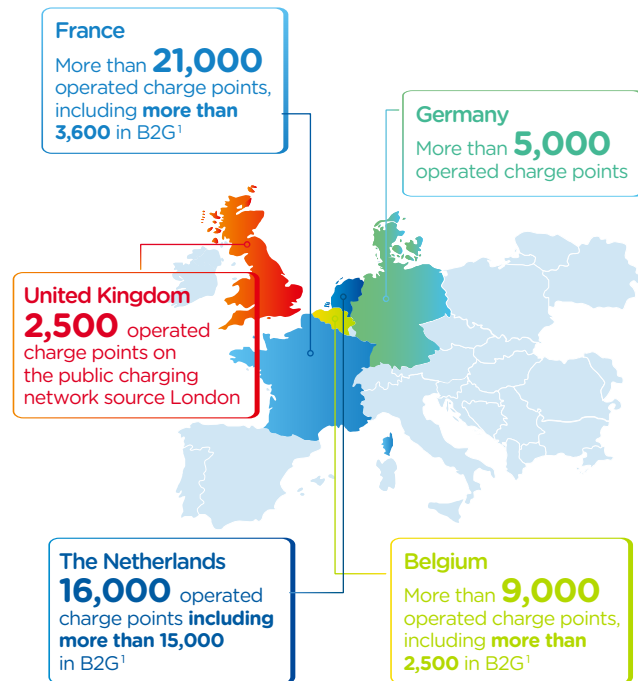 France
More than 21,000
operated charge points,
including more than
3,600 in B2G¹
Germany
More than 5,000
operated charge points
United Kingdom
2,500 operated
charge points on
the public charging
network source London
The Netherlands
16,000 operated
charge points including
more than 15,000
in B2G¹
Belgium
More than 9,000
operated charge points,
including more than
2,500 in B2G¹